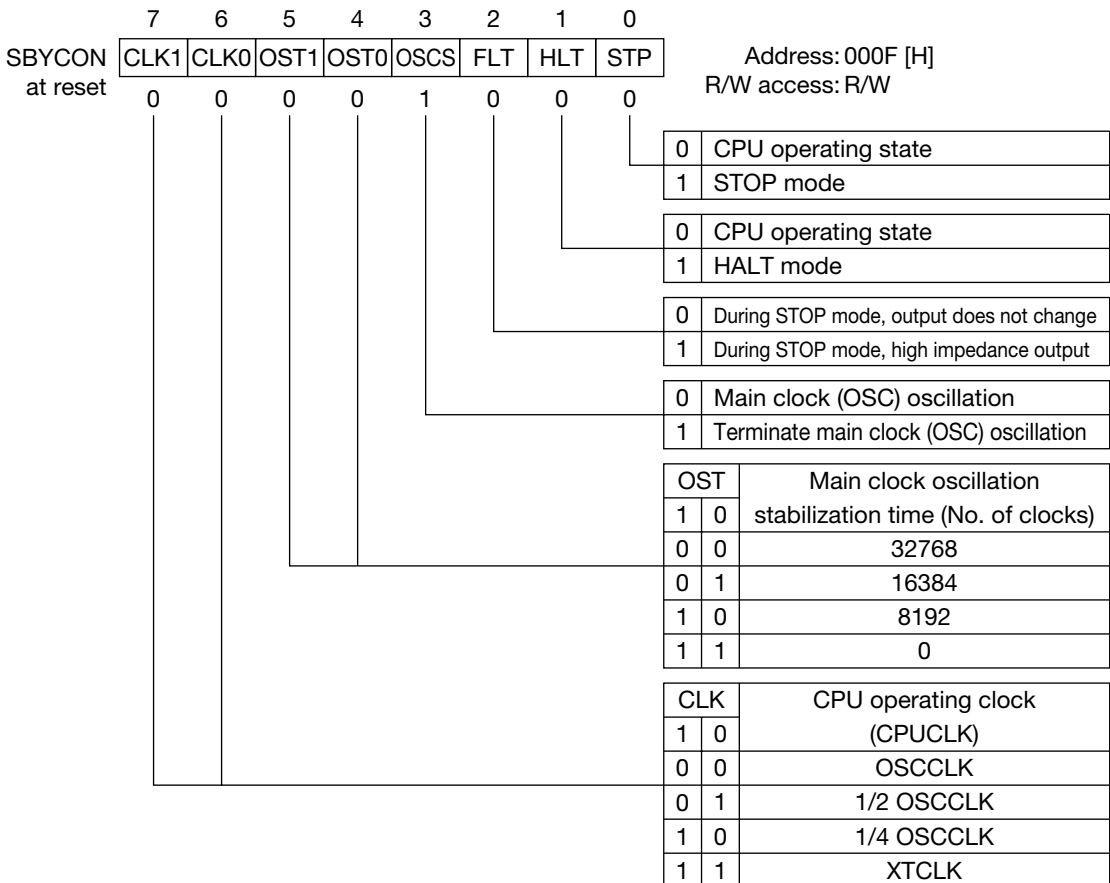 7 6 5 4 3 2 1 0
SBYCON CLK1 CLK0 OST1 OST0 OSCS FLT HLT STP Address: 000F [H]
at reset 0 0 0 0 1 0 0 0 R/W access: R/W
0 CPU operating state
1 STOP mode
0 CPU operating state
1 HALT mode
0 During STOP mode, output does not change
1 During STOP mode, high impedance output
0 Main clock (OSC) oscillation
1 Terminate main clock (OSC) oscillation
OST Main clock oscillation
1 0 stabilization time (No. of clocks)
0 0 32768
0 1 16384
1 0 8192
1 1 0
CLK CPU operating clock
1 0 (CPUCLK)
0 0 OSCCLK
0 1 1/2 OSCCLK
1 0 1/4 OSCCLK
1 1 XTCLK